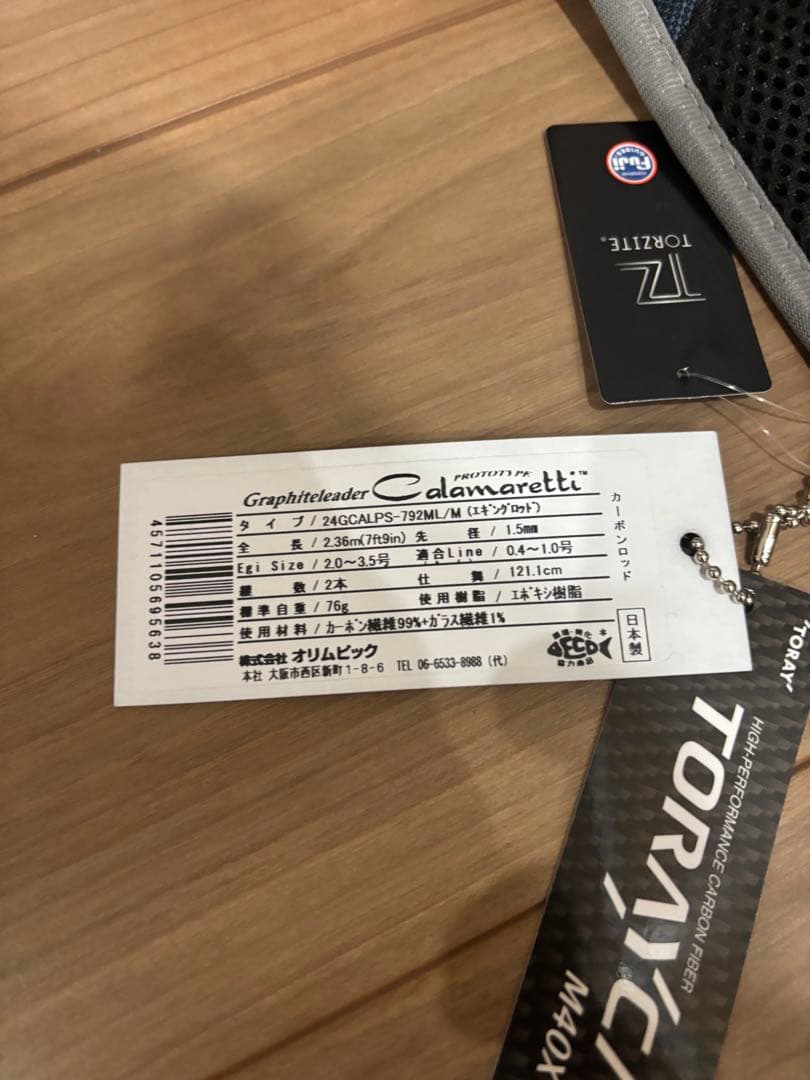 Fuji
TORZITE®
TZ
Graphiteleader Calamaretti™ PROTOTYPE
カーボンロッド
タイプ / 24GCALPS-792ML/M (エギングロッド)
全長 / 2.36m(7ft9in) 先径 / 1.5mm
Egi Size / 2.0～3.5号 適合Line / 0.4～1.0号
継数 / 2本 仕舞 / 121.1cm
標準自重 / 76g 使用樹脂 / エポキシ樹脂
使用材料 / カーボン繊維99%+ガラス繊維1%
株式会社 オリムピック
本社 大阪市西区新町1-8-6 TEL 06-6533-8988 (代)
ECO
日本製
4571105695638
TORAY
HIGH-PERFORMANCE CARBON FIBER
M40X